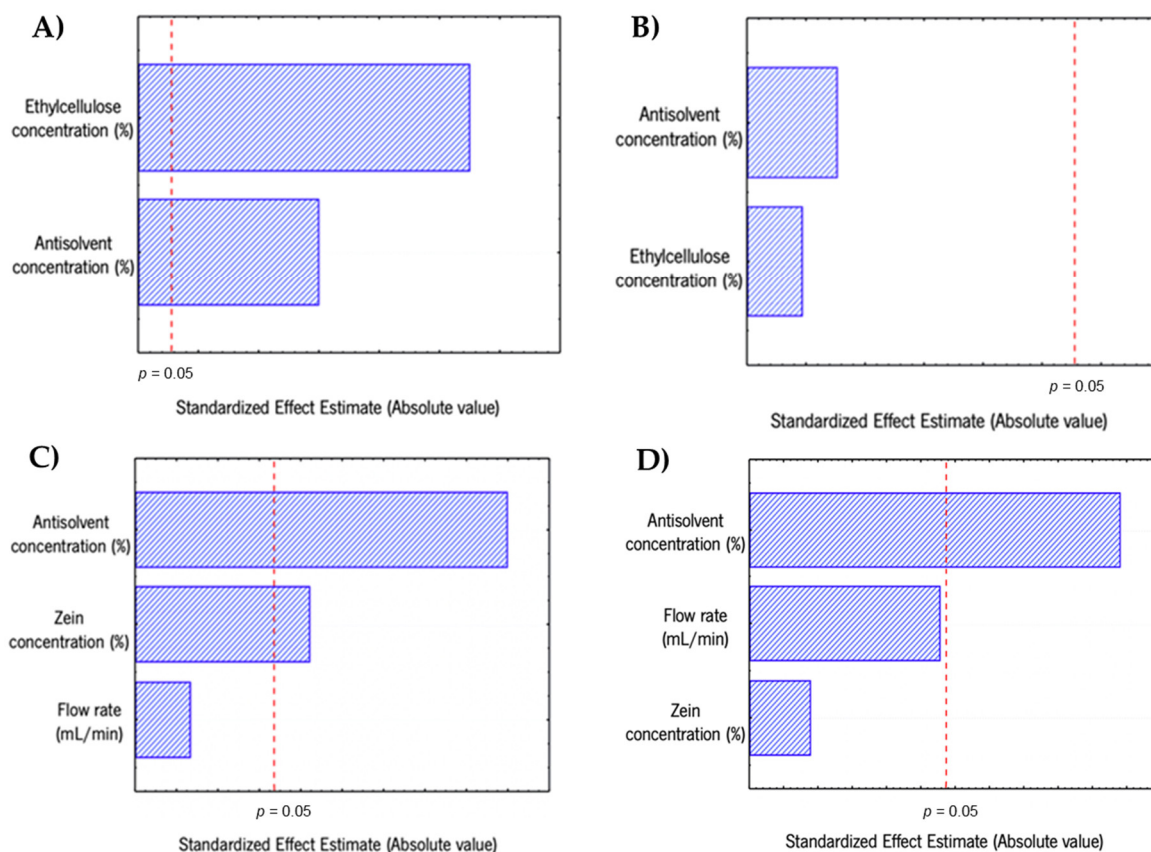 A)
Ethylcellulose
concentration (%)
Antisolvent
concentration (%)
p = 0.05
Standardized Effect Estimate (Absolute value)
B)
Antisolvent
concentration (%)
Ethylcellulose
concentration (%)
p = 0.05
Standardized Effect Estimate (Absolute value)
C)
Antisolvent
concentration (%)
Zein
concentration (%)
Flow rate
(mL/min)
p = 0.05
Standardized Effect Estimate (Absolute value)
D)
Antisolvent
concentration (%)
Flow rate
(mL/min)
Zein
concentration (%)
p = 0.05
Standardized Effect Estimate (Absolute value)